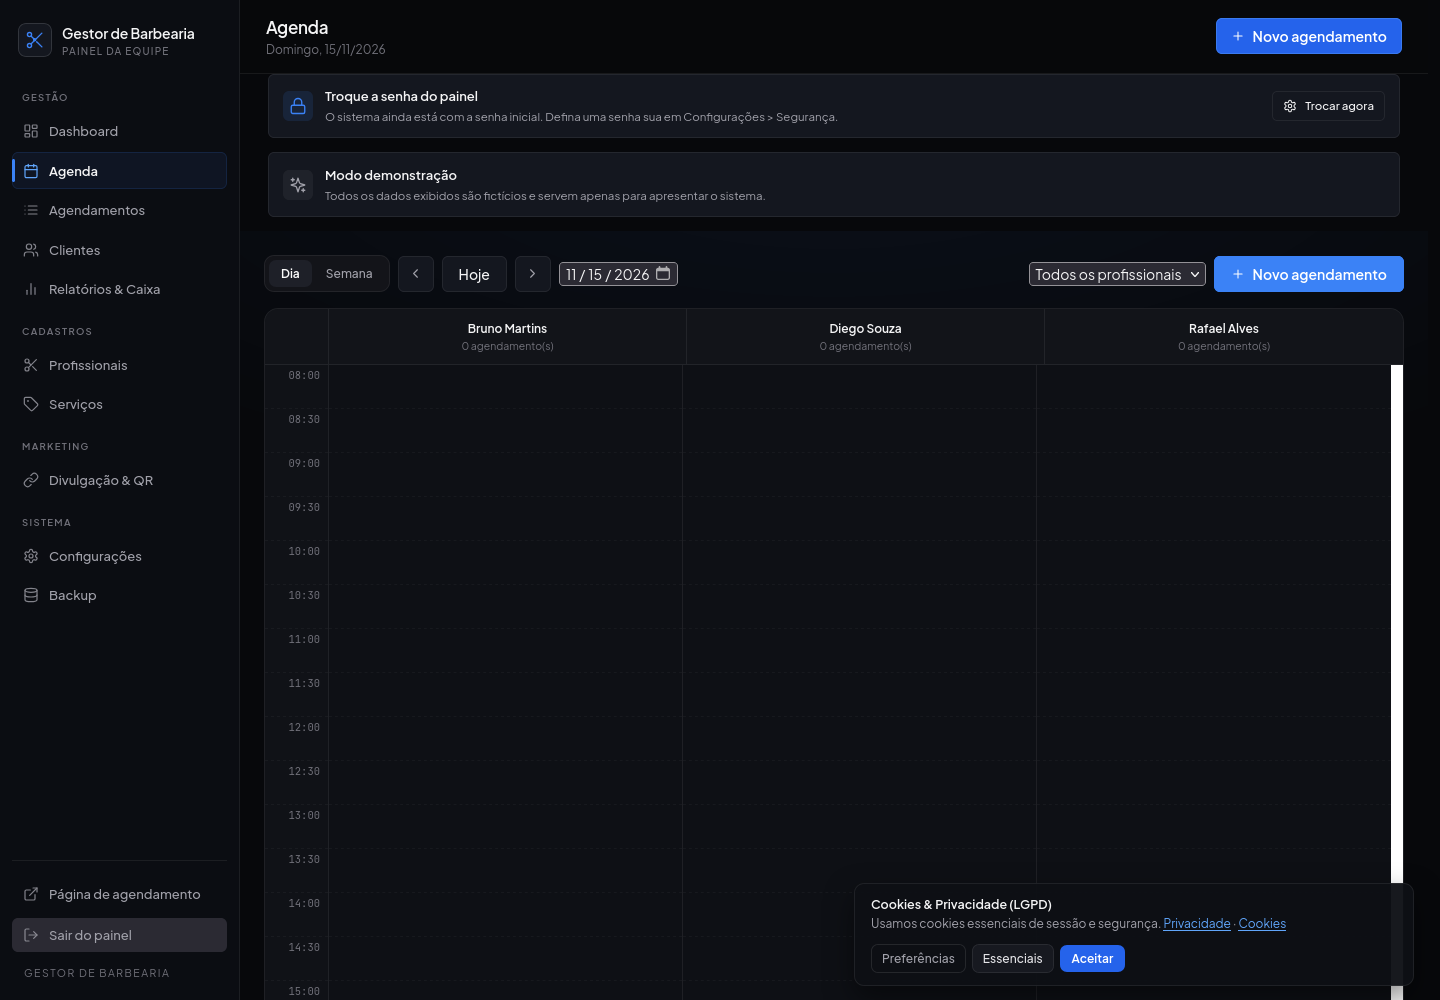 Gestor de Barbearia
PAINEL DA EQUIPE
GESTÃO
Dashboard
Agenda
Agendamentos
Clientes
Relatórios & Caixa
CADASTROS
Profissionais
Serviços
MARKETING
Divulgação & QR
SISTEMA
Configurações
Backup
Página de agendamento
Sair do painel
GESTOR DE BARBEARIA
Agenda
Domingo, 15/11/2026
Novo agendamento
Troque a senha do painel
O sistema ainda está com a senha inicial. Defina uma senha sua em Configurações > Segurança.
Trocar agora
Modo demonstração
Todos os dados exibidos são fictícios e servem apenas para apresentar o sistema.
Dia Semana Hoje 11 / 15 / 2026 Todos os profissionais Novo agendamento
Bruno Martins Diego Souza Rafael Alves
0 agendamento(s) 0 agendamento(s) 0 agendamento(s)
08:00
08:30
09:00
09:30
10:00
10:30
11:00
11:30
12:00
12:30
13:00
13:30
14:00
14:30
15:00
Cookies & Privacidade (LGPD)
Usamos cookies essenciais de sessão e segurança. Privacidade · Cookies
Preferências Essenciais Aceitar